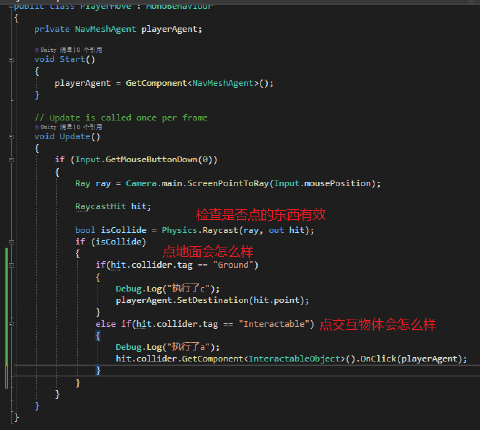 public class PlayerMove : MonoBehaviour
{
private NavMeshAgent playerAgent;
Unity 消息|0 个引用
void Start()
{
playerAgent = GetComponent<NavMeshAgent>();
}
// Update is called once per frame
Unity 消息|0 个引用
void Update()
{
if (Input.GetMouseButtonDown(0))
{
Ray ray = Camera.main.ScreenPointToRay(Input.mousePosition);
RaycastHit hit;
检查是否点的东西有效
bool isCollide = Physics.Raycast(ray, out hit);
if (isCollide)
{ 点地面会怎么样
if(hit.collider.tag == "Ground")
{
Debug.Log("执行了c");
playerAgent.SetDestination(hit.point);
}
else if(hit.collider.tag == "Interactable") 点交互物体会怎么样
{
Debug.Log("执行了a");
hit.collider.GetComponent<InteractableObject>().OnClick(playerAgent);
}
}
}
}
}